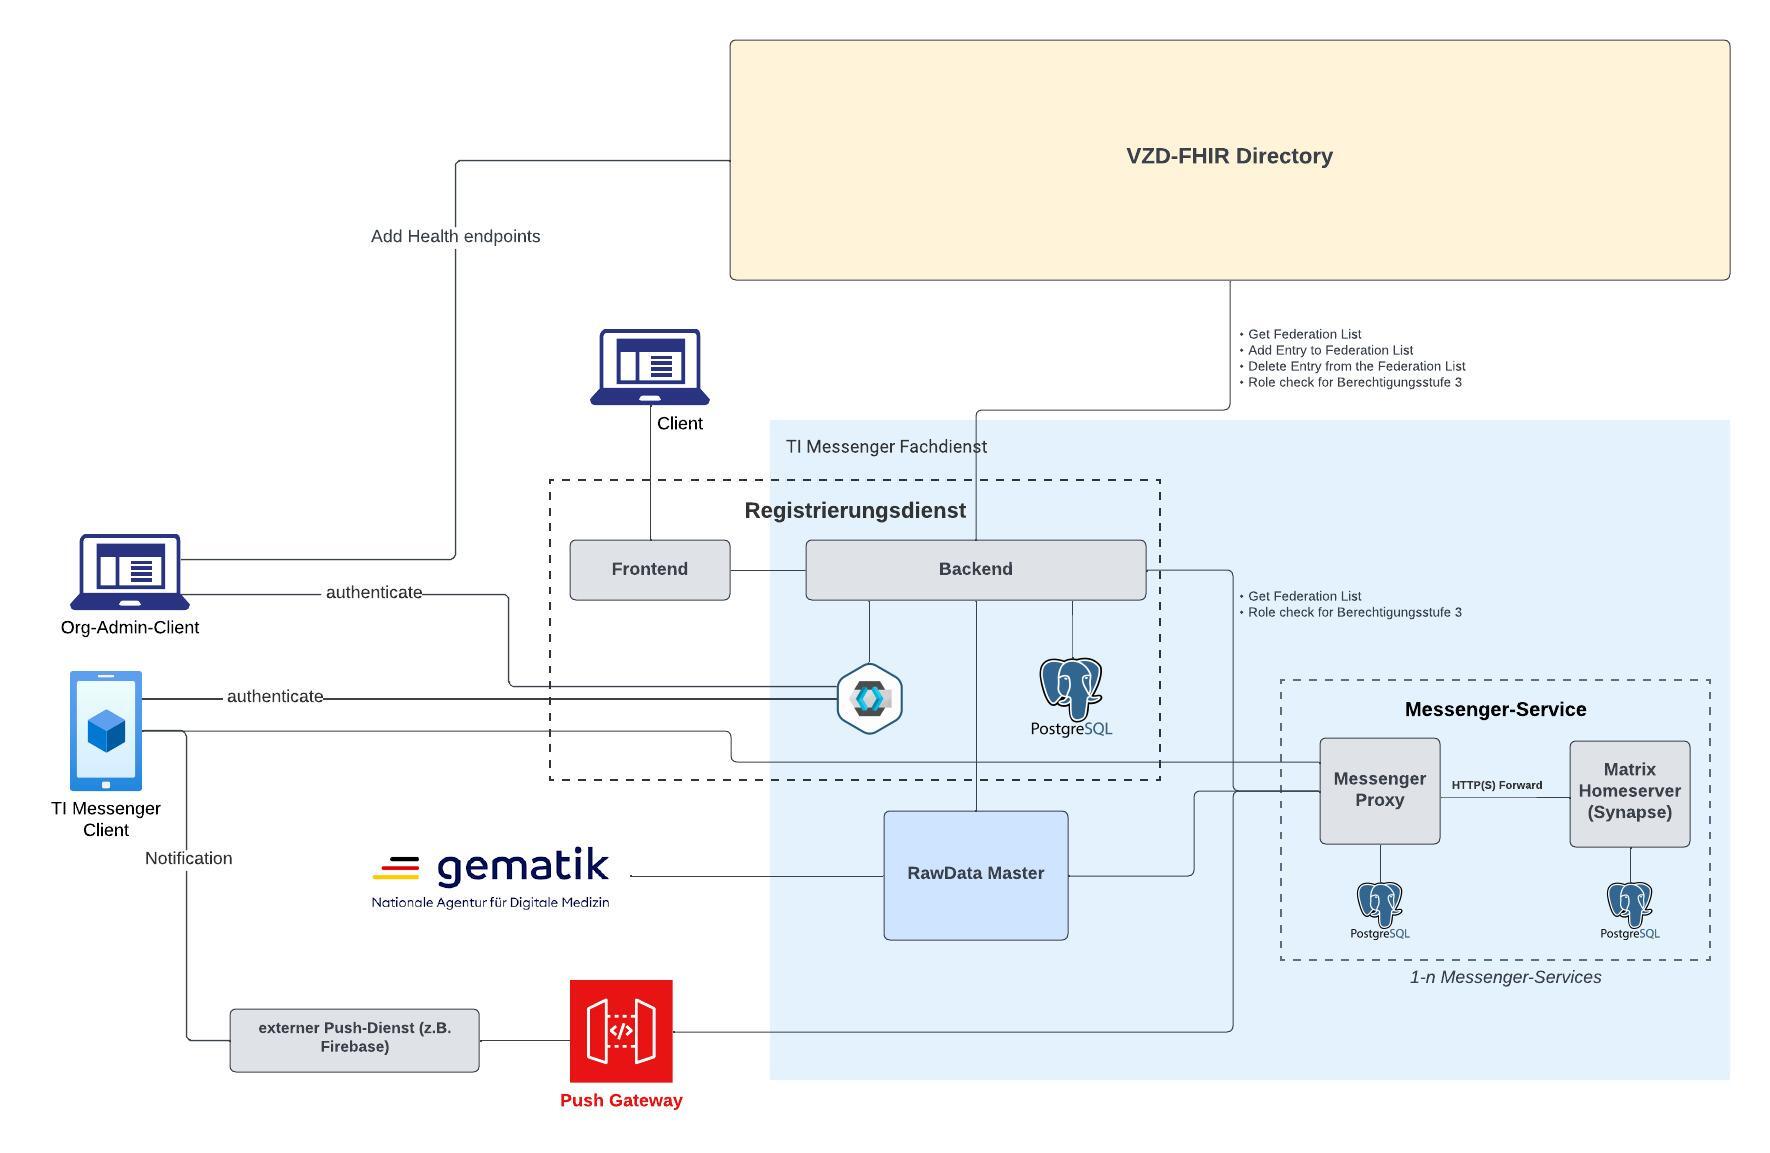 VZD-FHIR Directory
Add Health endpoints
• Get Federation List
• Add Entry to Federation List
• Delete Entry from the Federation List
• Role check for Berechtigungsstufe 3
Client
TI Messenger Fachdienst
Registrierungsdienst
Frontend
Backend
authenticate
Org-Admin-Client
• Get Federation List
• Role check for Berechtigungsstufe 3
authenticate
PostgreSQL
Messenger-Service
Messenger
Proxy
HTTP(S) Forward
Matrix
Homeserver
(Synapse)
TI Messenger
Client
Notification
gematik
Nationale Agentur für Digitale Medizin
RawData Master
PostgreSQL
PostgreSQL
1-n Messenger-Services
externer Push-Dienst (z.B.
Firebase)
</>
Push Gateway